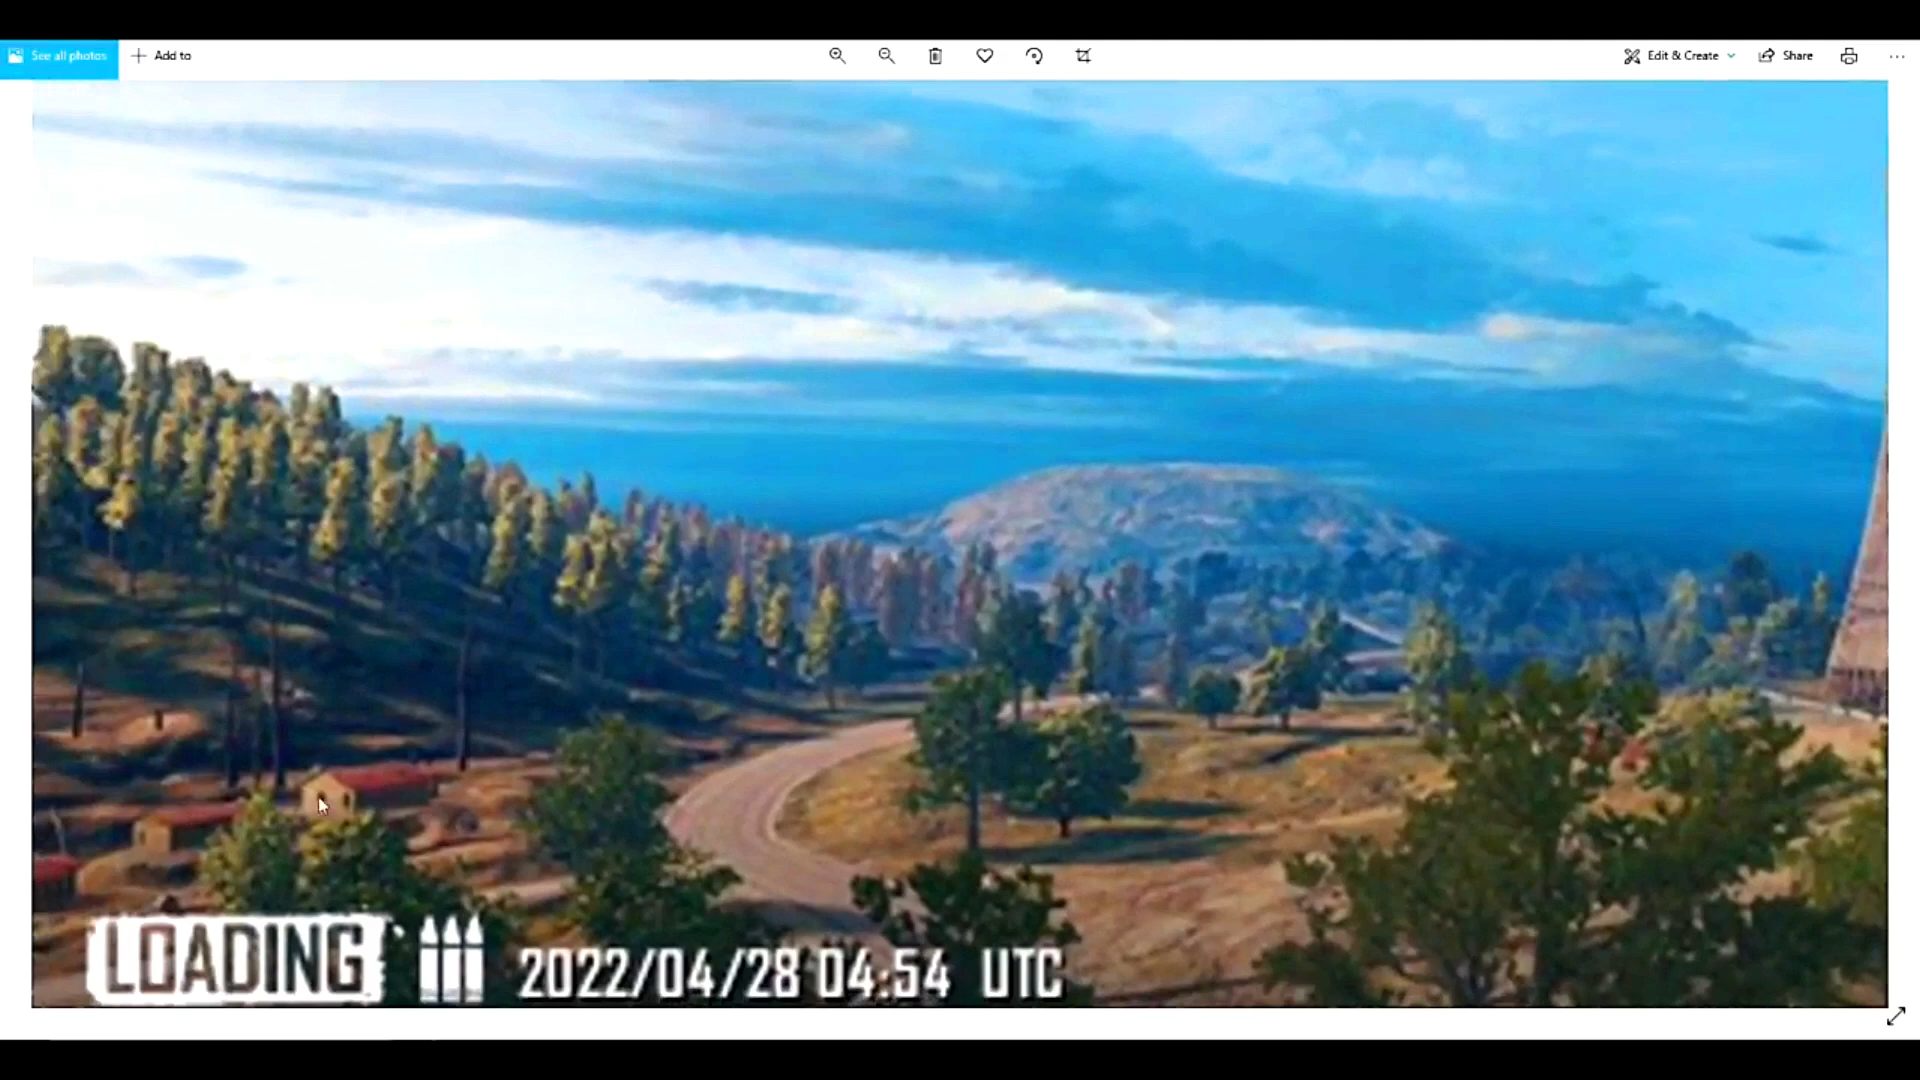 See all photos
Add to
Edit & Create
Share
LOADING
2022/04/28 04:54 UTC